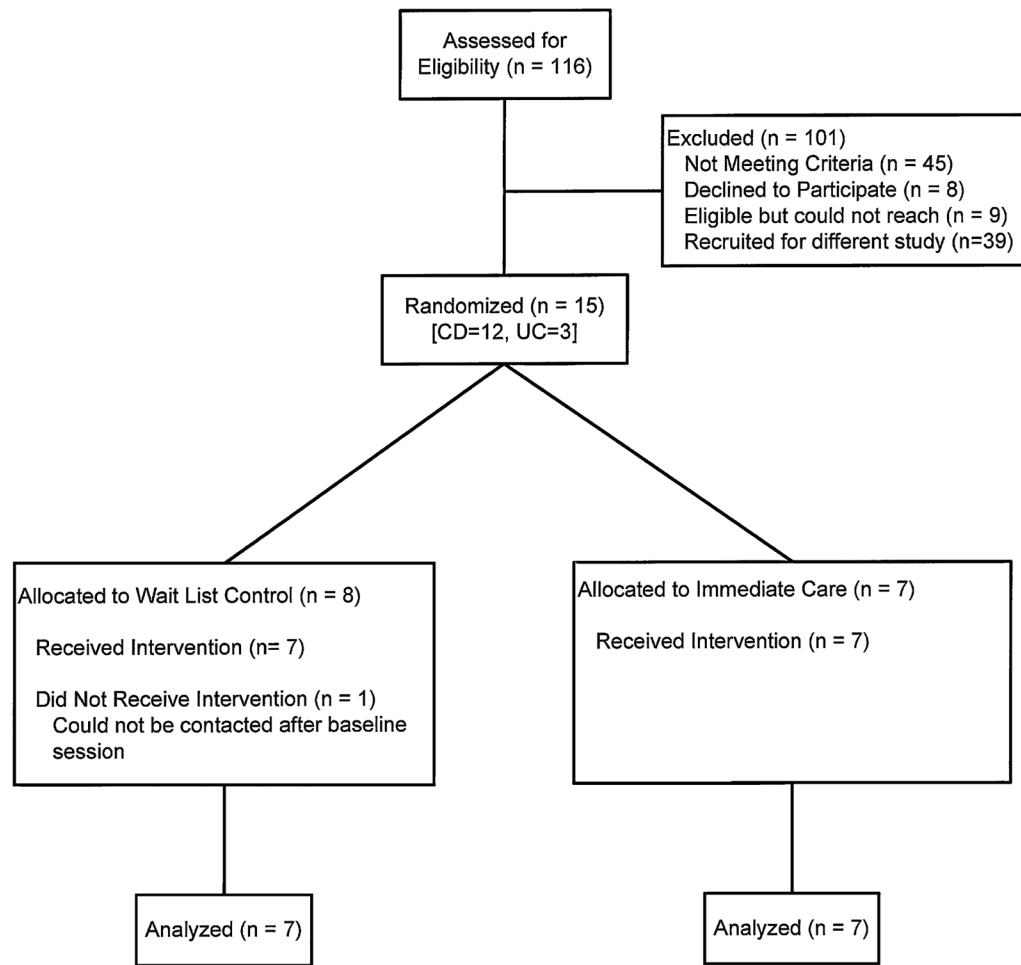 Assessed for
Eligibility (n = 116)
Excluded (n = 101)
Not Meeting Criteria (n = 45)
Declined to Participate (n = 8)
Eligible but could not reach (n = 9)
Recruited for different study (n=39)
Randomized (n = 15)
[CD=12, UC=3]
Allocated to Wait List Control (n = 8)
Received Intervention (n= 7)
Did Not Receive Intervention (n = 1)
Could not be contacted after baseline
session
Allocated to Immediate Care (n = 7)
Received Intervention (n = 7)
Analyzed (n = 7)
Analyzed (n = 7)